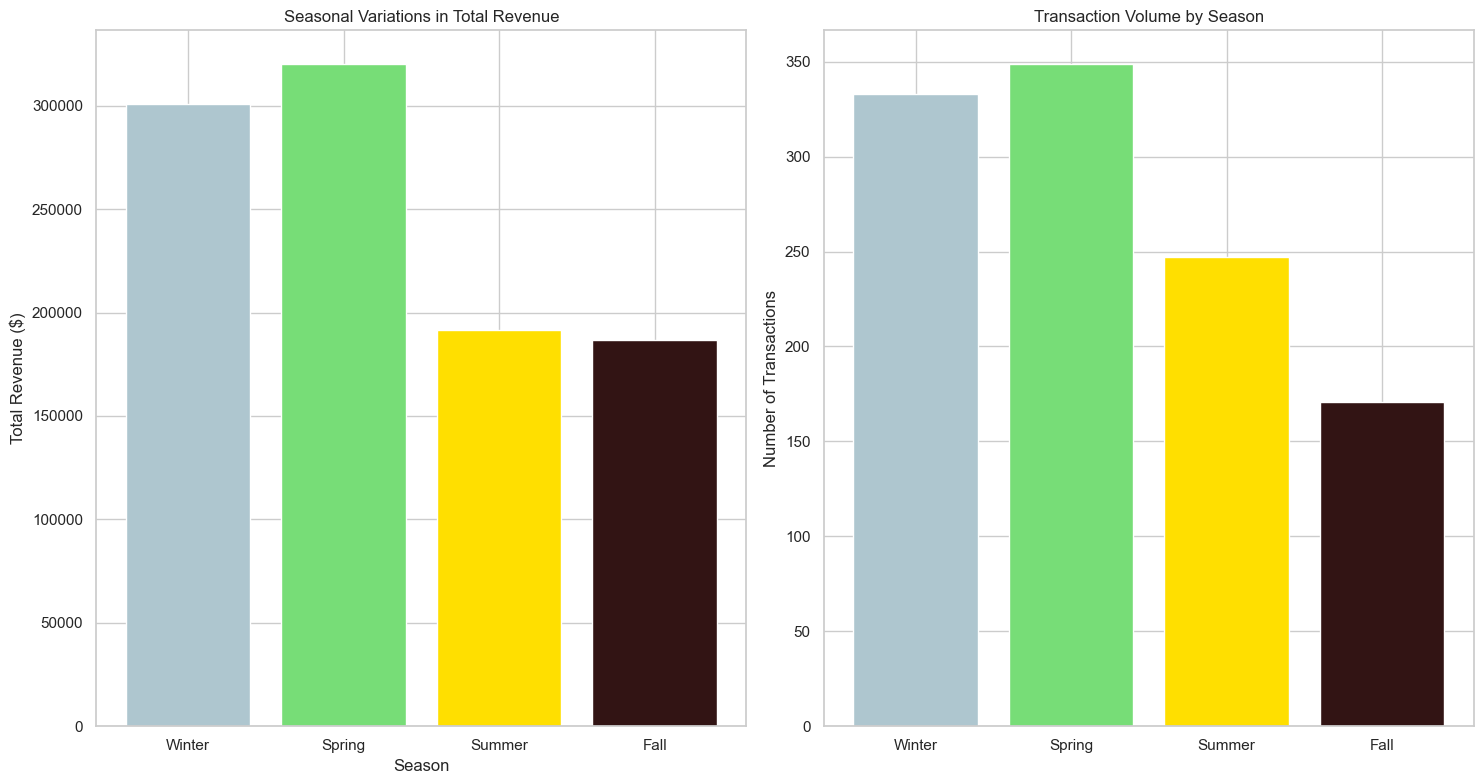 Seasonal Variations in Total Revenue
Total Revenue ($)
300000
250000
200000
150000
100000
50000
0
Winter Spring Summer Fall
Season
Transaction Volume by Season
Number of Transactions
350
300
250
200
150
100
50
0
Winter Spring Summer Fall